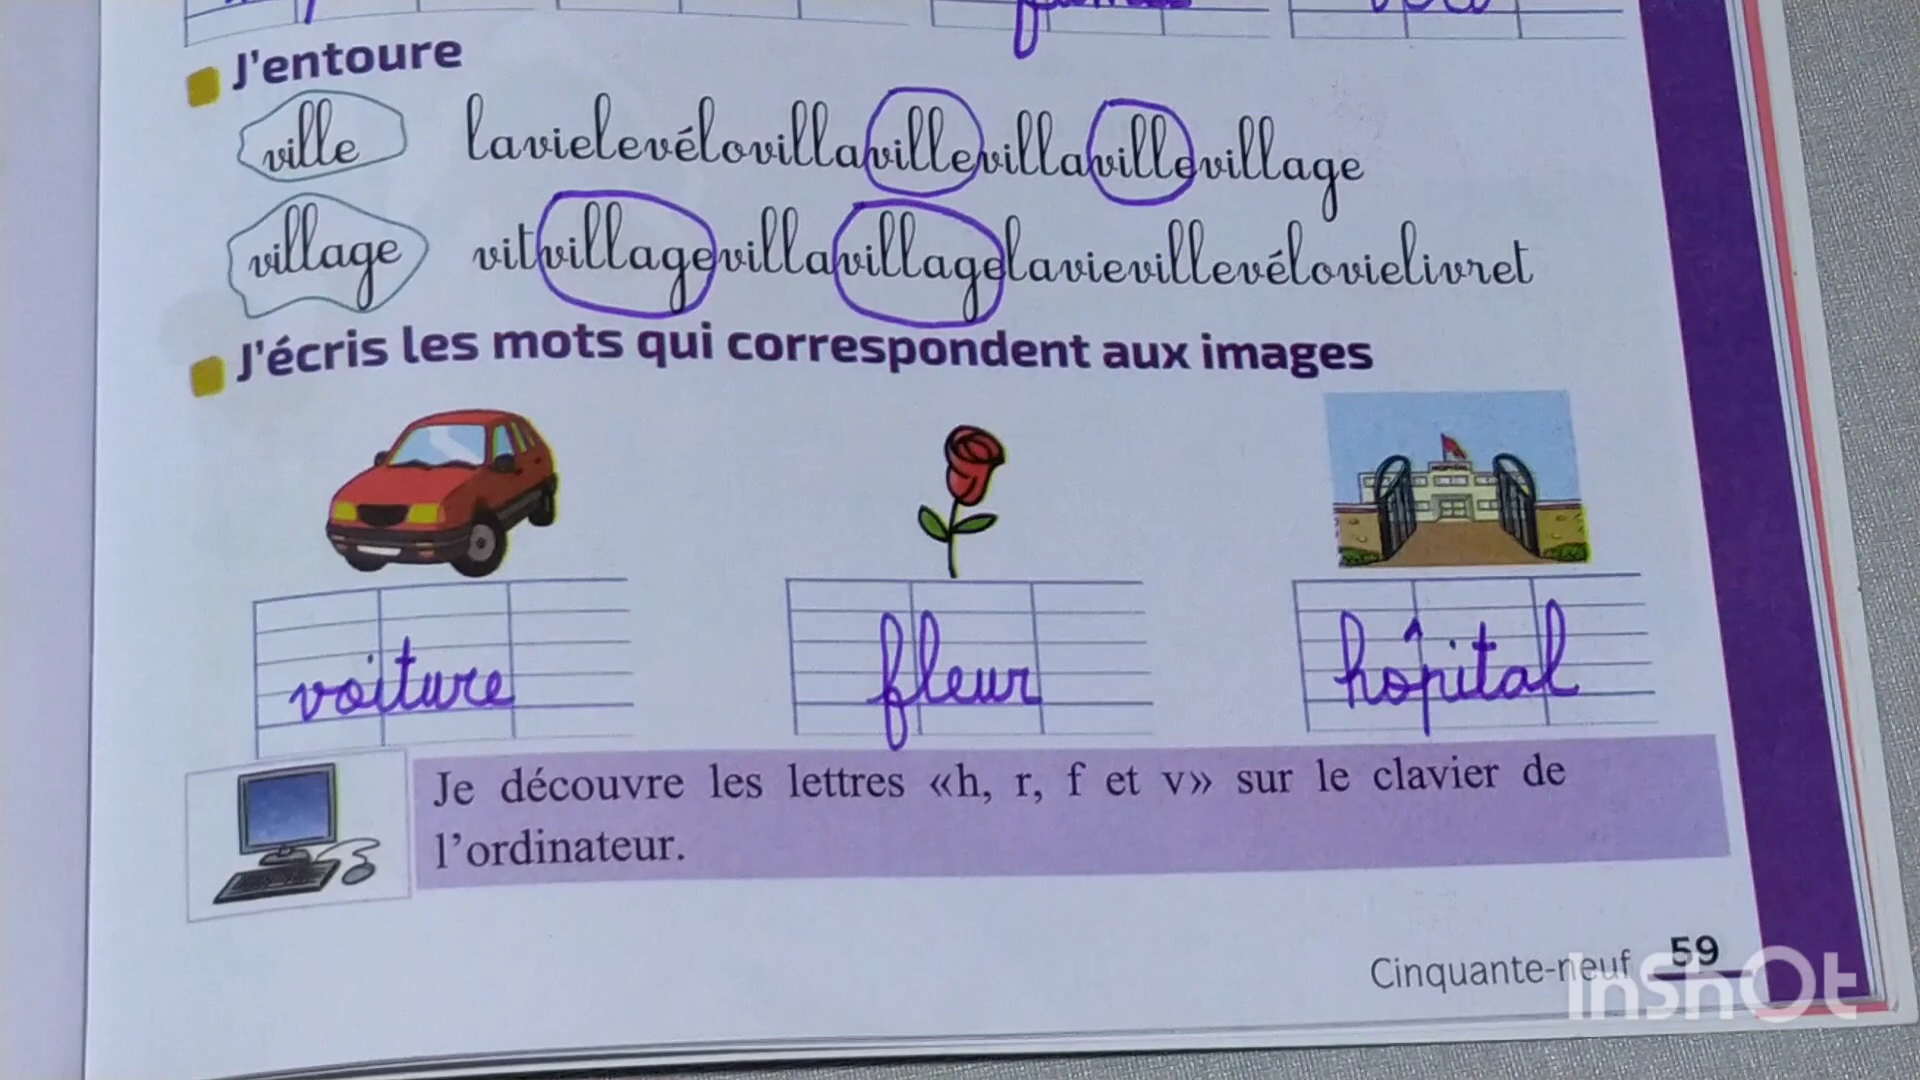 J'entoure
ville lavielevélovillavillevillavillevillage
village vitvillagevillavillagelavievillevélovielivret
J'écris les mots qui correspondent aux images
HOPITAL
voiture fleur hôpital
Je découvre les lettres «h, r, f et v» sur le clavier de
l'ordinateur.
Cinquante-neuf 59
InShOt